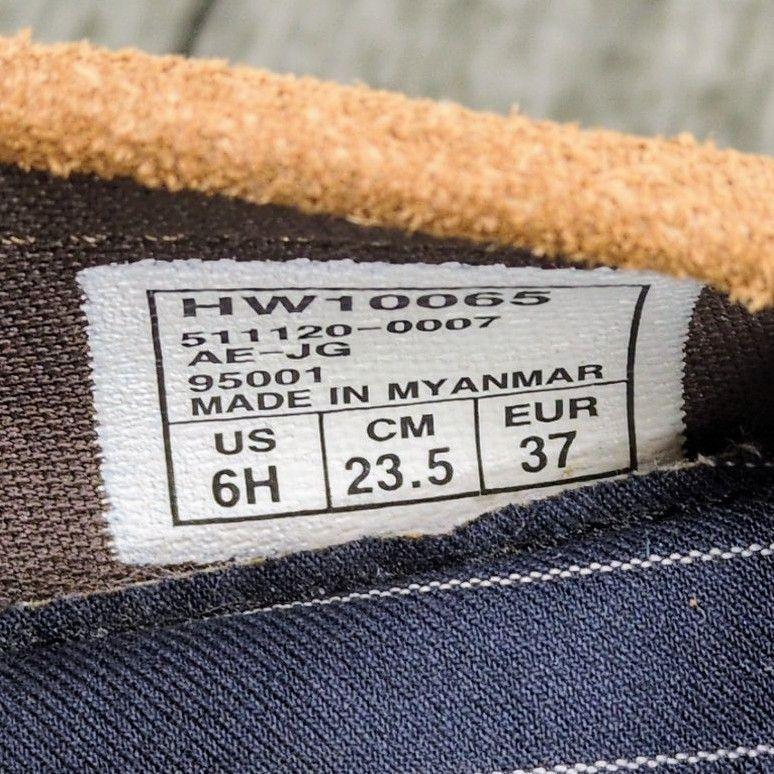 HW10065
511120-0007
AE-JG
95001
MADE IN MYANMAR
US CM EUR
6H 23.5 37